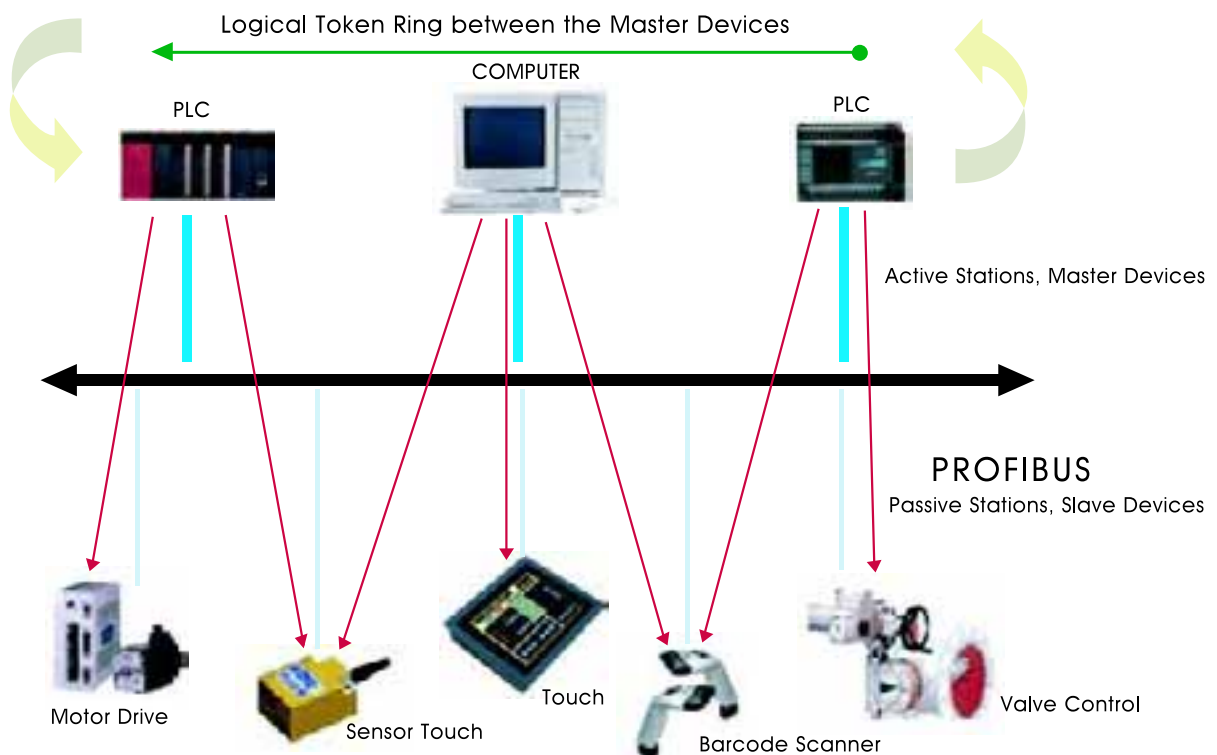 Logical Token Ring between the Master Devices
COMPUTER
PLC
PLC
Active Stations, Master Devices
PROFIBUS
Passive Stations, Slave Devices
Motor Drive
Sensor Touch
Touch
Barcode Scanner
Valve Control